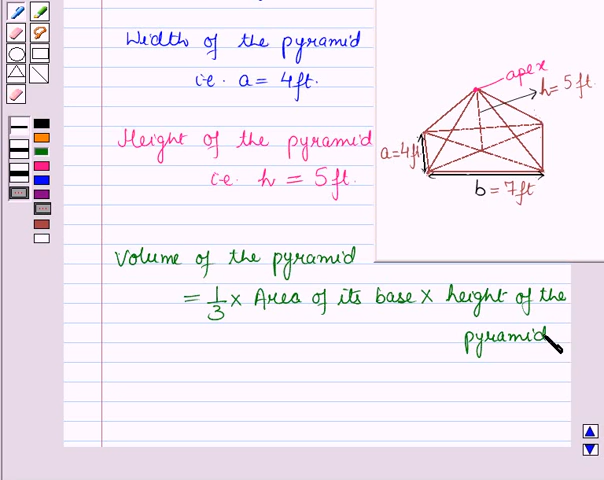 Width of the pyramid
i.e. a = 4ft.
Height of the pyramid
i.e. h = 5ft.
Volume of the pyramid
= 1/3 × Area of its base × height of the
pyramid
apex
h = 5ft.
a=4ft
b = 7ft